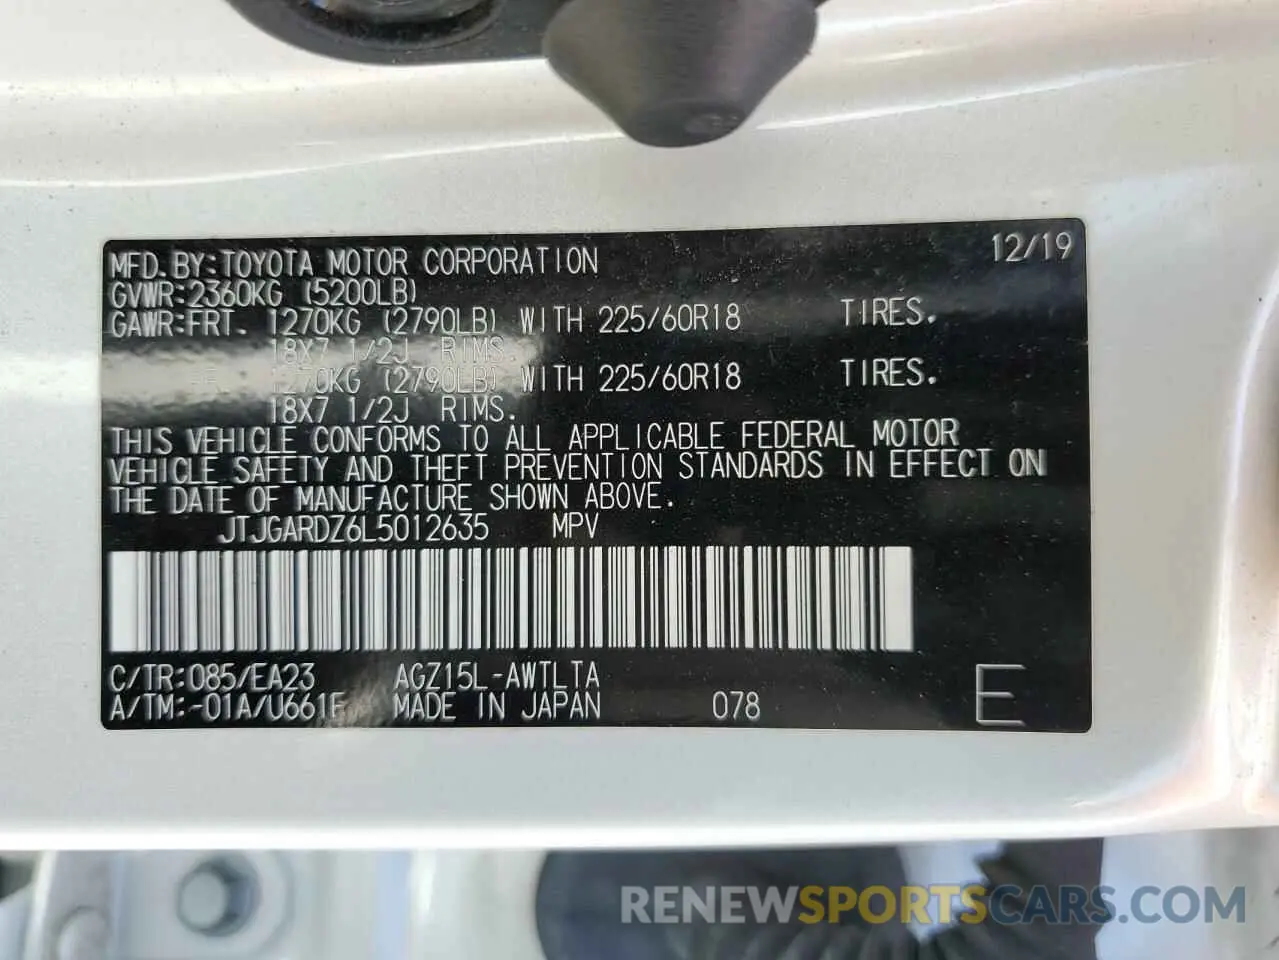 MFD.BY:TOYOTA MOTOR CORPORATION 12/19
GVWR:2360KG (5200LB)
GAWR:FRT. 1270KG (2790LB) WITH 225/60R18 TIRES.
18X7 1/2J RIMS.
RR. 1270KG (2790LB) WITH 225/60R18 TIRES.
18X7 1/2J RIMS.
THIS VEHICLE CONFORMS TO ALL APPLICABLE FEDERAL MOTOR
VEHICLE SAFETY AND THEFT PREVENTION STANDARDS IN EFFECT ON
THE DATE OF MANUFACTURE SHOWN ABOVE.
JTJGARDZ6L5012635 MPV
C/TR:085/EA23 AGZ15L-AWTLTA
A/TM:-01A/U661F MADE IN JAPAN 078 E
RENEWSPORTSCARS.COM